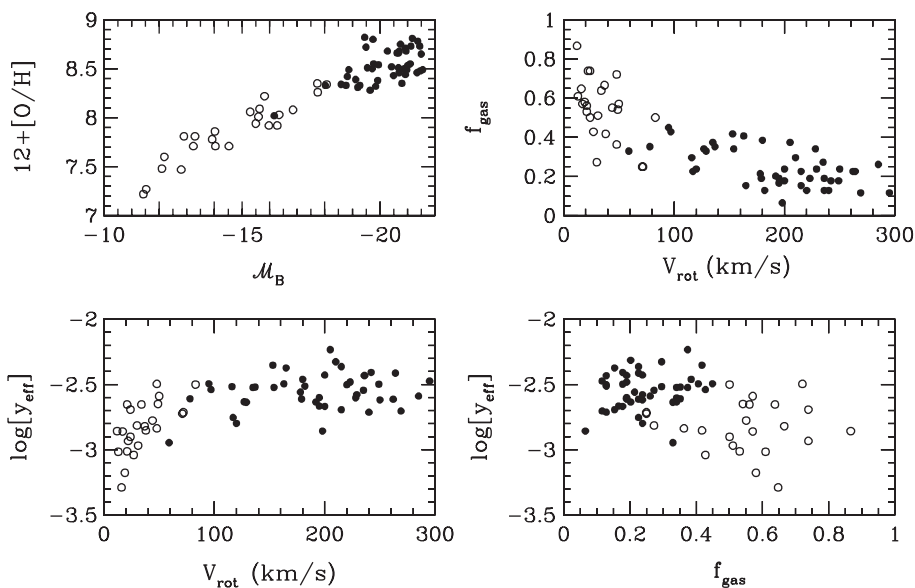 9
8.5
8
7.5
7
12+[O/H]
-10 -15 -20
ℳ_B
1
0.8
0.6
0.4
0.2
0
f_gas
0 100 200 300
V_rot (km/s)
-2
-2.5
-3
-3.5
log[y_eff]
0 100 200 300
V_rot (km/s)
-2
-2.5
-3
-3.5
log[y_eff]
0 0.2 0.4 0.6 0.8 1
f_gas